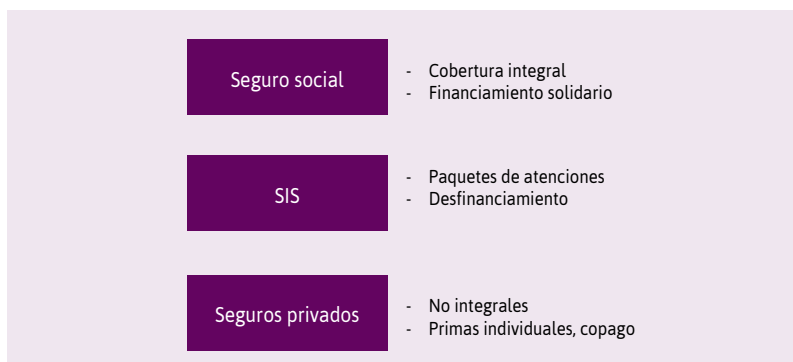 Seguro social
- Cobertura integral
- Financiamiento solidario
SIS
- Paquetes de atenciones
- Desfinanciamiento
Seguros privados
- No integrales
- Primas individuales, copago